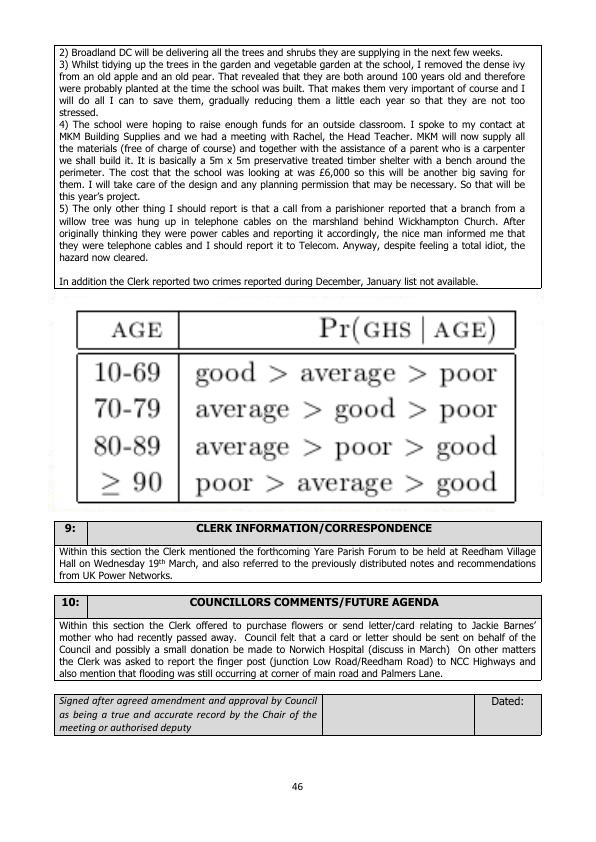 2) Broadland DC will be delivering all the trees and shrubs they are supplying in the next few weeks.
3) Whilst tidying up the trees in the garden and vegetable garden at the school, I removed the dense ivy
from an old apple and an old pear. That revealed that they are both around 100 years old and therefore
were probably planted at the time the school was built. That makes them very important of course and I
will do all I can to save them, gradually reducing them a little each year so that they are not too
stressed.
4) The school were hoping to raise enough funds for an outside classroom. I spoke to my contact at
MKM Building Supplies and we had a meeting with Rachel, the Head Teacher. MKM will now supply all
the materials (free of charge of course) and together with the assistance of a parent who is a carpenter
we shall build it. It is basically a 5m x 5m preservative treated timber shelter with a bench around the
perimeter. The cost that the school was looking at was £6,000 so this will be another big saving for
them. I will take care of the design and any planning permission that may be necessary. So that will be
this year's project.
5) The only other thing I should report is that a call from a parishioner reported that a branch from a
willow tree was hung up in telephone cables on the marshland behind Wickhampton Church. After
originally thinking they were power cables and reporting it accordingly, the nice man informed me that
they were telephone cables and I should report it to Telecom. Anyway, despite feeling a total idiot, the
hazard now cleared.
In addition the Clerk reported two crimes reported during December, January list not available.
AGE Pr(GHS | AGE)
10-69 good > average > poor
70-79 average > good > poor
80-89 average > poor > good
≥ 90 poor > average > good
9: CLERK INFORMATION/CORRESPONDENCE
Within this section the Clerk mentioned the forthcoming Yare Parish Forum to be held at Reedham Village
Hall on Wednesday 19th March, and also referred to the previously distributed notes and recommendations
from UK Power Networks.
10: COUNCILLORS COMMENTS/FUTURE AGENDA
Within this section the Clerk offered to purchase flowers or send letter/card relating to Jackie Barnes'
mother who had recently passed away. Council felt that a card or letter should be sent on behalf of the
Council and possibly a small donation be made to Norwich Hospital (discuss in March) On other matters
the Clerk was asked to report the finger post (junction Low Road/Reedham Road) to NCC Highways and
also mention that flooding was still occurring at corner of main road and Palmers Lane.
Signed after agreed amendment and approval by Council
as being a true and accurate record by the Chair of the
meeting or authorised deputy
Dated:
46